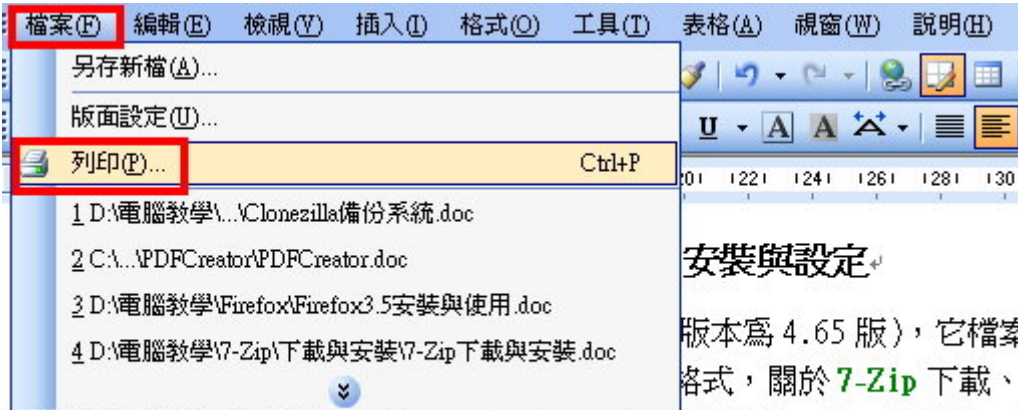 檔案(F) 編輯(E) 檢視(V) 插入(I) 格式(O) 工具(T) 表格(A) 視窗(W) 說明(H)
另存新檔(A)...
版面設定(U)...
列印(P)... Ctrl+P
1 D:\電腦教學\...\Clonezilla備份系統.doc
2 C:\...\PDFCreator\PDFCreator.doc
3 D:\電腦教學\Firefox\Firefox3.5安裝與使用.doc
4 D:\電腦教學\7-Zip\下載與安裝\7-Zip下載與安裝.doc
U A A
20 22 24 26 28 30
安裝與設定
版本為 4.65 版)，它檔案
格式，關於 7-Zip 下載、